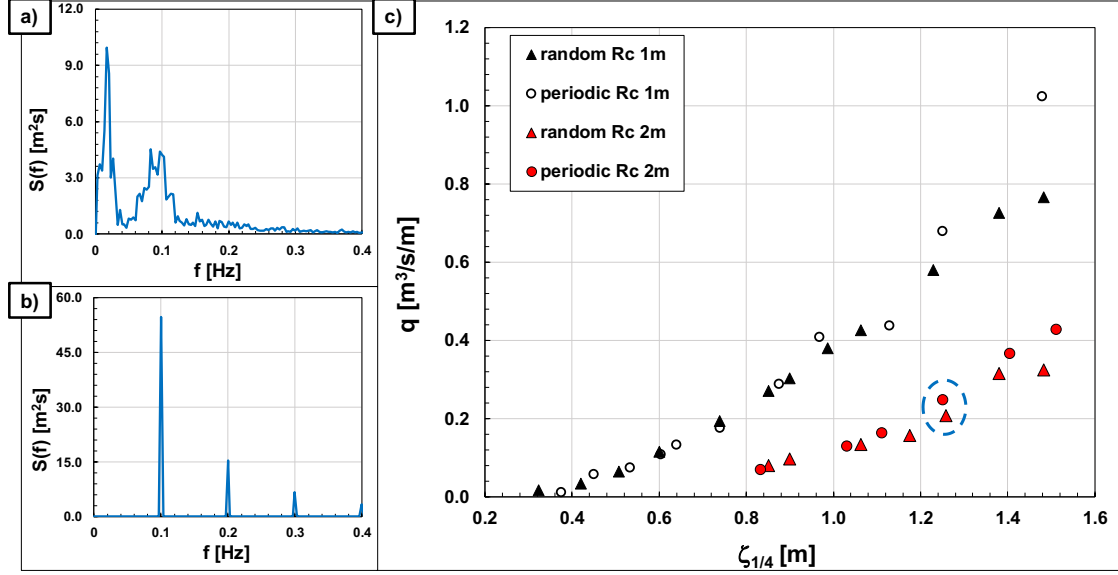 a)
12.0
9.0
6.0
3.0
0.0
S(f) [m²s]
0
0.1
0.2
0.3
0.4
f [Hz]
b)
60.0
45.0
30.0
15.0
0.0
S(f) [m²s]
0
0.1
0.2
0.3
0.4
f [Hz]
c)
1.2
1.0
0.8
0.6
0.4
0.2
0.0
q [m³/s/m]
random Rc 1m
periodic Rc 1m
random Rc 2m
periodic Rc 2m
0.2
0.4
0.6
0.8
1.0
1.2
1.4
1.6
ζ1/4 [m]